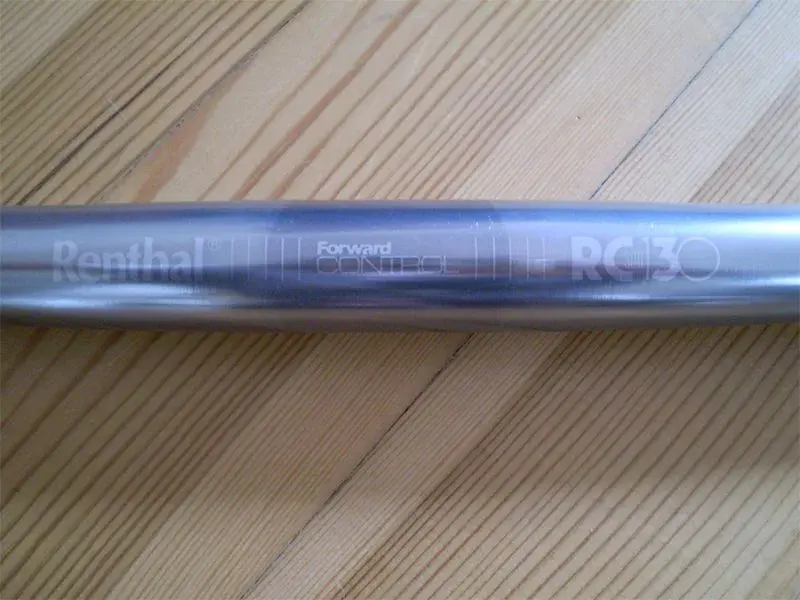 Renthal®
Forward
CONTROL
RC130